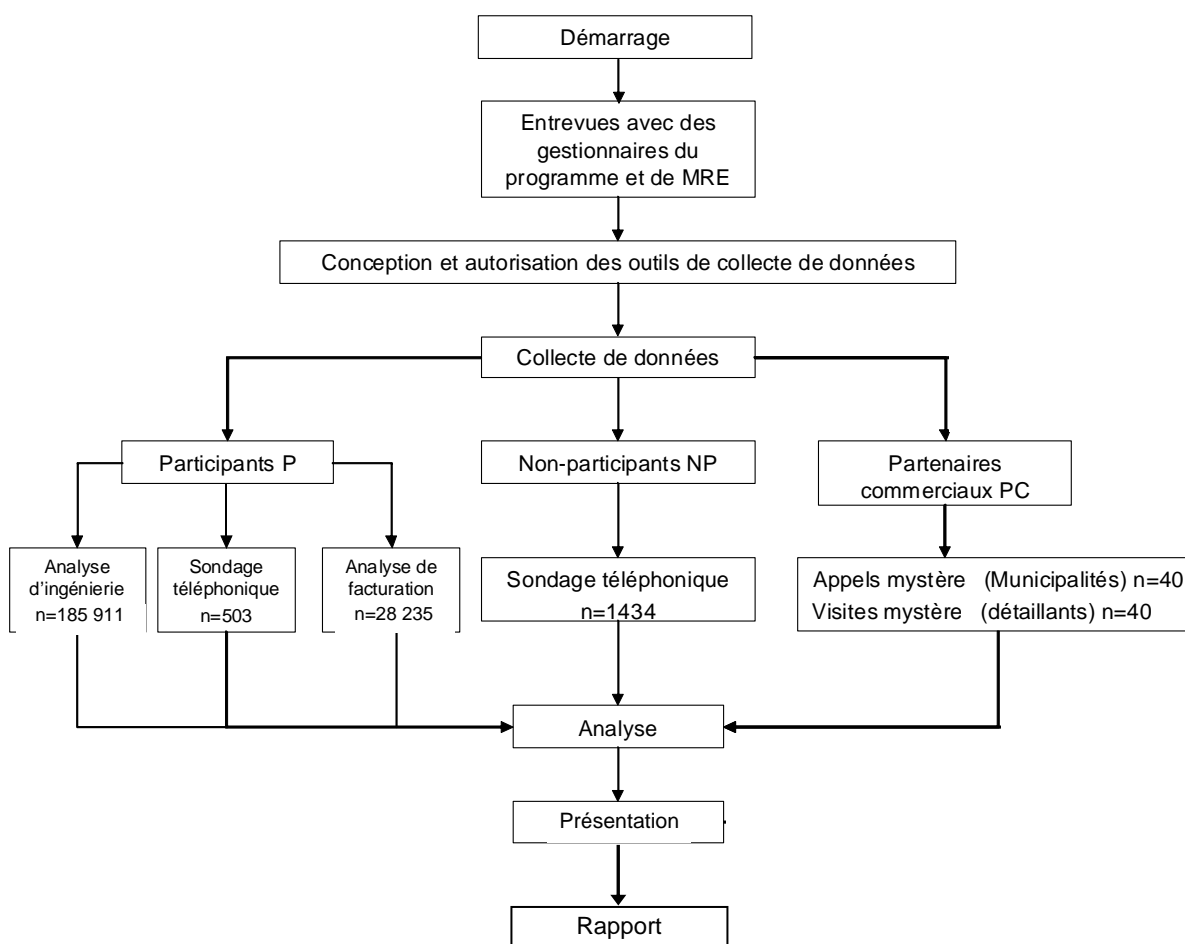 Démarrage
Entrevues avec des
gestionnaires du
programme et de MRE
Conception et autorisation des outils de collecte de données
Collecte de données
Participants P
Non-participants NP
Partenaires
commerciaux PC
Analyse
d'ingénierie
n=185 911
Sondage
téléphonique
n=503
Analyse de
facturation
n=28 235
Sondage téléphonique
n=1434
Appels mystère (Municipalités) n=40
Visites mystère (détaillants) n=40
Analyse
Présentation
Rapport